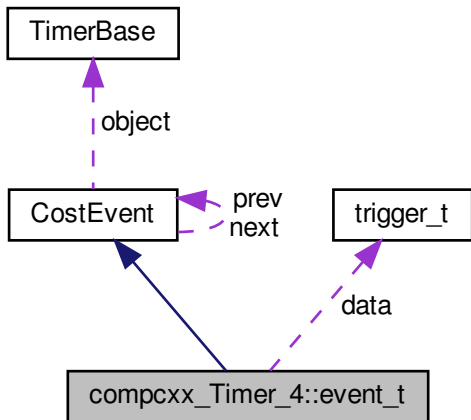 TimerBase
object
CostEvent
prev
next
trigger_t
data
compcxx_Timer_4::event_t